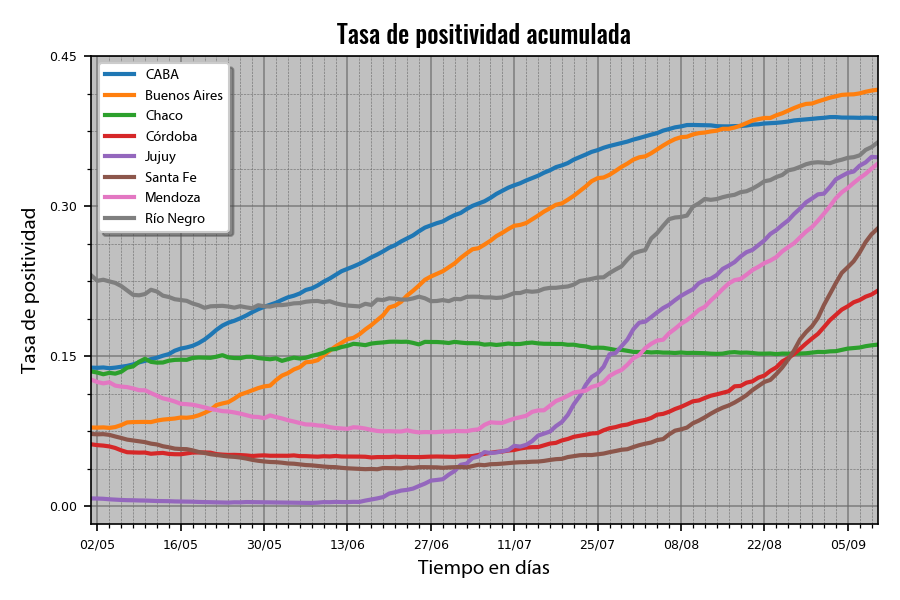 Tasa de positividad acumulada
0.45
0.30
0.15
0.00
Tasa de positividad
CABA
Buenos Aires
Chaco
Córdoba
Jujuy
Santa Fe
Mendoza
Río Negro
02/05 16/05 30/05 13/06 27/06 11/07 25/07 08/08 22/08 05/09
Tiempo en días